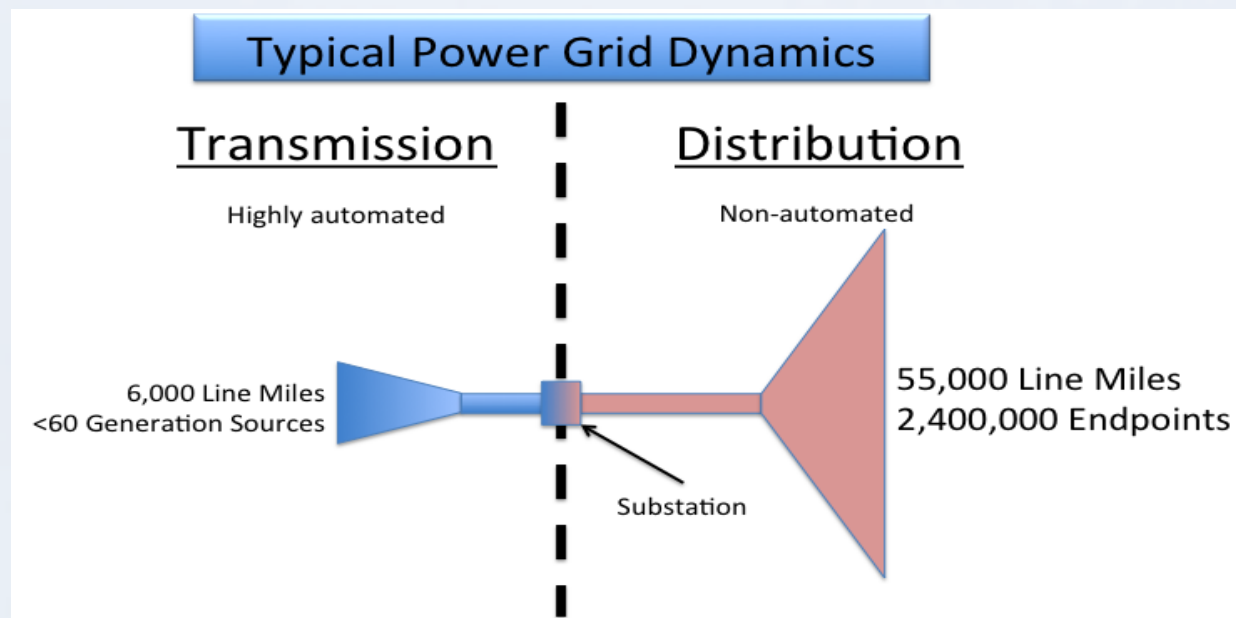 Typical Power Grid Dynamics
Transmission
Highly automated
6,000 Line Miles
<60 Generation Sources
Distribution
Non-automated
55,000 Line Miles
2,400,000 Endpoints
Substation